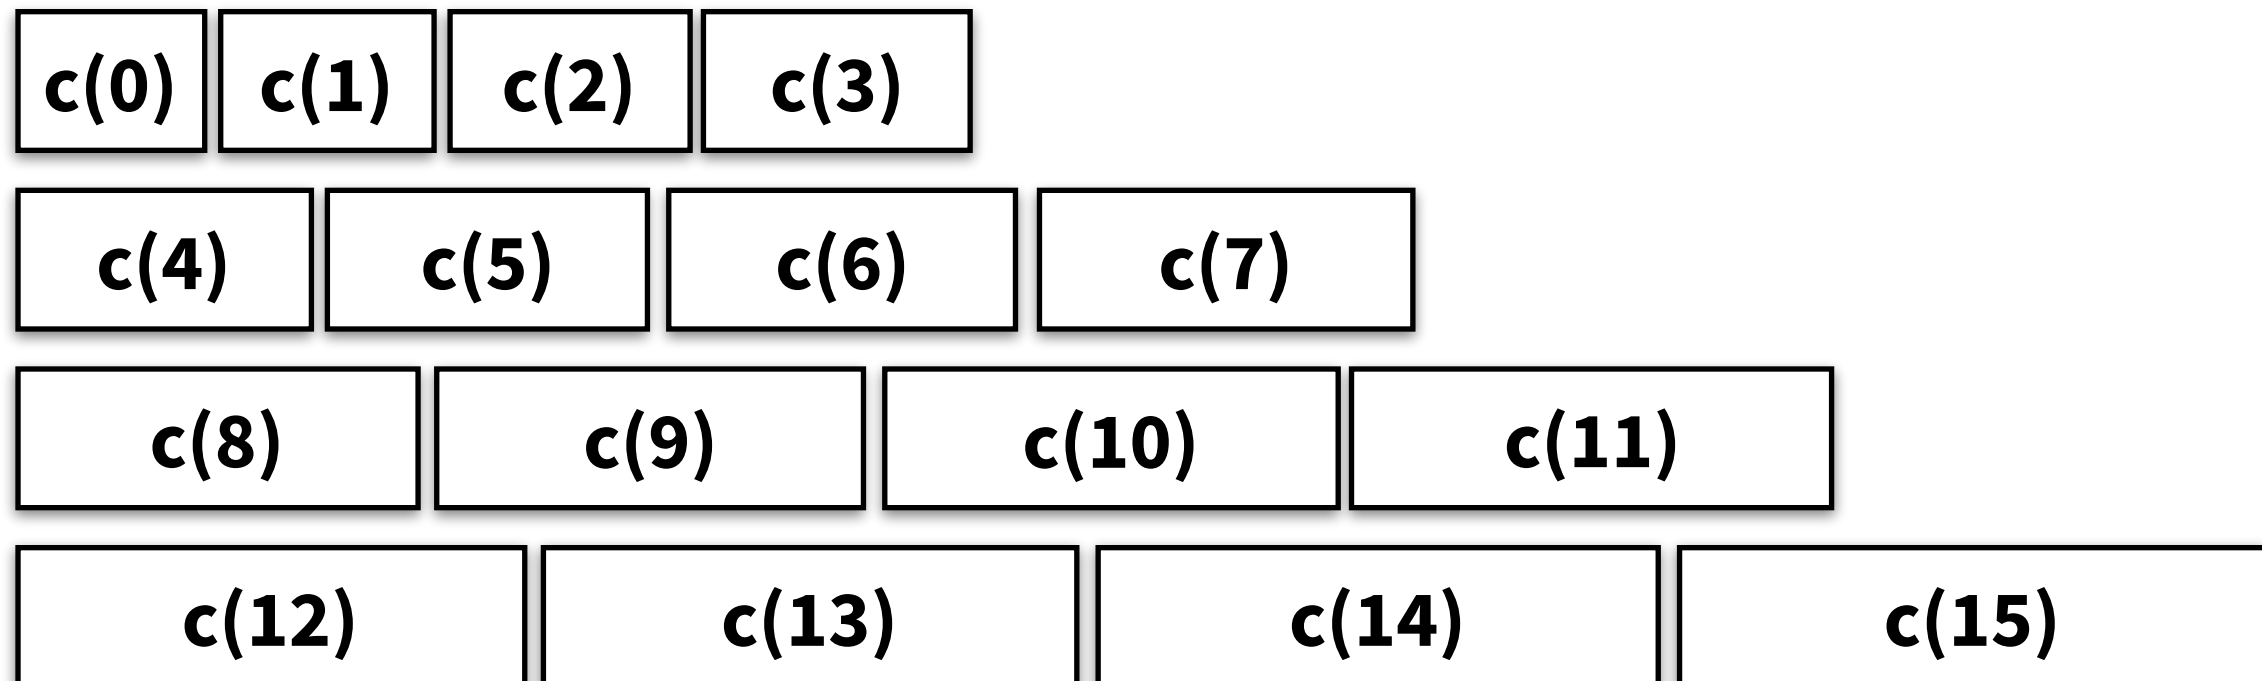 c(0) c(1) c(2) c(3)
c(4) c(5) c(6) c(7)
c(8) c(9) c(10) c(11)
c(12) c(13) c(14) c(15)